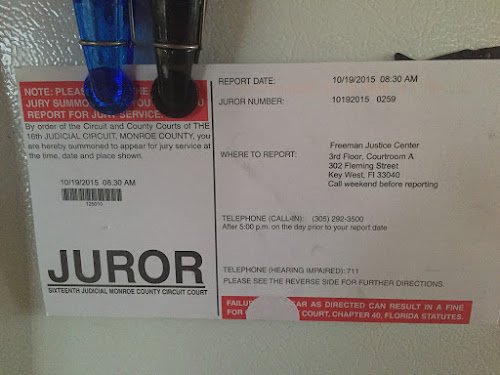 NOTE: PLEASE THE
JURY SUMMO OU U
REPORT FOR JURY SERVICE.
By order of the Circuit and County Courts of THE
16th JUDICIAL CIRCUIT, MONROE COUNTY, you
are hereby summoned to appear for jury service at
the time, date and place shown.
10/19/2015 08:30 AM
JUROR
SIXTEENTH JUDICIAL MONROE COUNTY CIRCUIT COURT
REPORT DATE: 10/19/2015 08:30 AM
JUROR NUMBER: 10192015 0259
WHERE TO REPORT:
Freeman Justice Center
3rd Floor, Courtroom A
302 Fleming Street
Key West, Fl 33040
Call weekend before reporting
TELEPHONE (CALL-IN): (305) 292-3500
After 5:00 p.m. on the day prior to your report date
TELEPHONE (HEARING IMPAIRED): 711
PLEASE SEE THE REVERSE SIDE FOR FURTHER DIRECTIONS.
FAILU AR AS DIRECTED CAN RESULT IN A FINE
FOR COURT, CHAPTER 40, FLORIDA STATUTES.